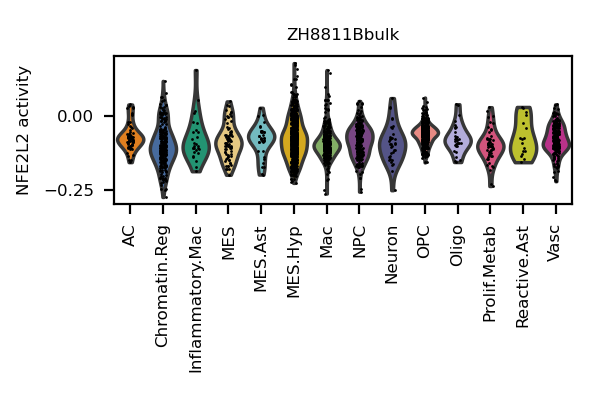 ZH8811Bbulk
NFE2L2 activity
0.00
−0.25
AC
Chromatin.Reg
Inflammatory.Mac
MES
MES.Ast
MES.Hyp
Mac
NPC
Neuron
OPC
Oligo
Prolif.Metab
Reactive.Ast
Vasc